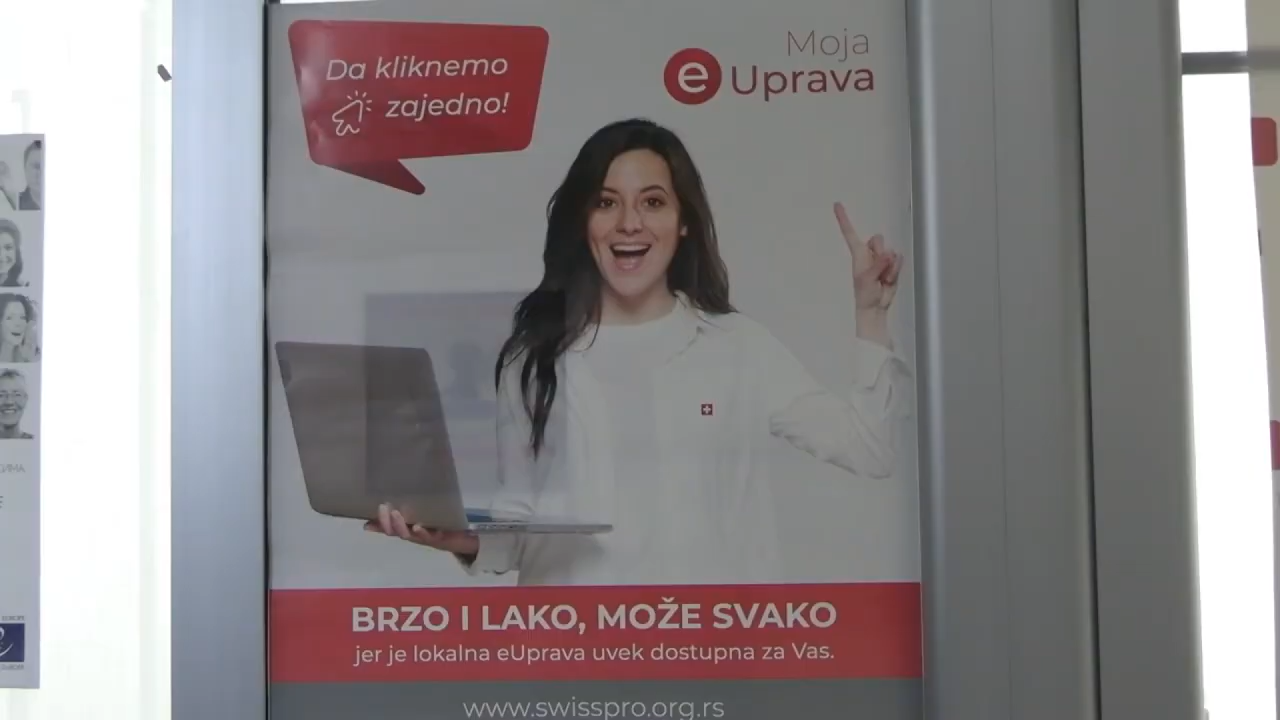 Da kliknemo
zajedno!
Moja
e Uprava
BRZO I LAKO, MOŽE SVAKO
jer je lokalna eUprava uvek dostupna za Vas.
www.swisspro.org.rs